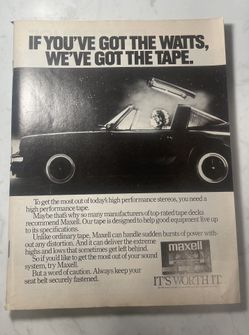 IF YOU'VE GOT THE WATTS,
WE'VE GOT THE TAPE.
To get the most out of today's high performance stereos, you need a
high performance tape.
Maybe that's why so many manufacturers of top-rated tape decks
recommend Maxell. Our tape is designed to help good equipment live up
to its specifications.
Unlike ordinary tape, Maxell can handle sudden bursts of power with-
out any distortion. And it can deliver the extreme
highs and lows that sometimes get left behind.
So if you'd like to get the most out of your sound
system, try Maxell.
But a word of caution. Always keep your
seat belt securely fastened.
maxell
IT'S WORTH IT.